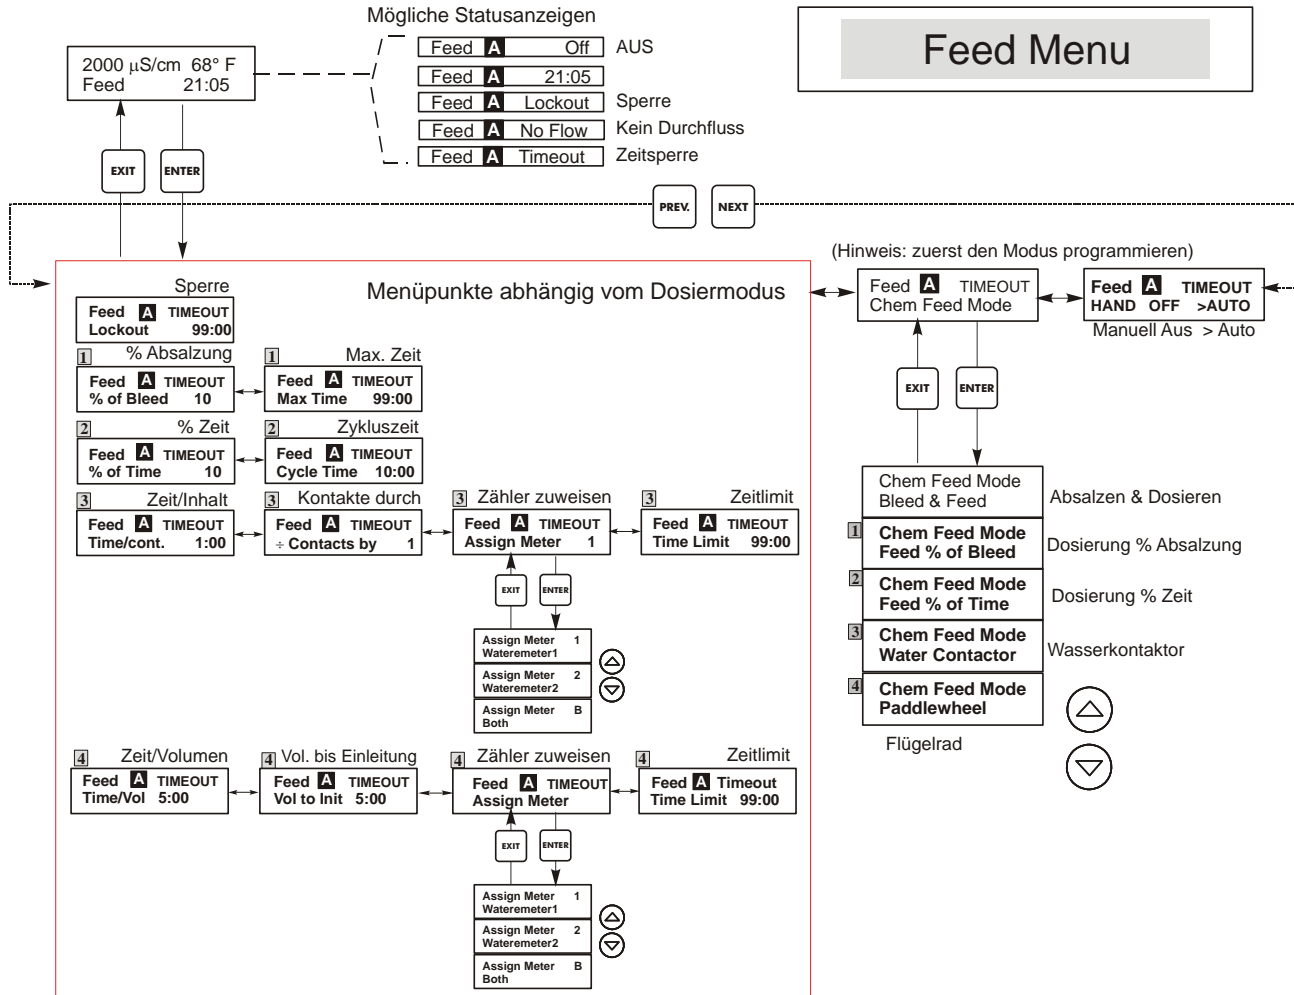 Mögliche Statusanzeigen
Feed Menu
2000 µS/cm 68° F
Feed 21:05
Feed A Off AUS
Feed A 21:05
Feed A Lockout Sperre
Feed A No Flow Kein Durchfluss
Feed A Timeout Zeitsperre
EXIT ENTER
PREV. NEXT
(Hinweis: zuerst den Modus programmieren)
Menüpunkte abhängig vom Dosiermodus
Sperre
Feed A TIMEOUT
Lockout 99:00
1 % Absalzung
Feed A TIMEOUT
% of Bleed 10
1 Max. Zeit
Feed A TIMEOUT
Max Time 99:00
2 % Zeit
Feed A TIMEOUT
% of Time 10
2 Zykluszeit
Feed A TIMEOUT
Cycle Time 10:00
3 Zeit/Inhalt
Feed A TIMEOUT
Time/cont. 1:00
3 Kontakte durch
Feed A TIMEOUT
÷ Contacts by 1
3 Zähler zuweisen
Feed A TIMEOUT
Assign Meter 1
3 Zeitlimit
Feed A TIMEOUT
Time Limit 99:00
EXIT ENTER
Assign Meter 1
Wateremeter1
Assign Meter 2
Wateremeter2
Assign Meter B
Both
4 Zeit/Volumen
Feed A TIMEOUT
Time/Vol 5:00
4 Vol. bis Einleitung
Feed A TIMEOUT
Vol to Init 5:00
4 Zähler zuweisen
Feed A TIMEOUT
Assign Meter
4 Zeitlimit
Feed A Timeout
Time Limit 99:00
EXIT ENTER
Assign Meter 1
Wateremeter1
Assign Meter 2
Wateremeter2
Assign Meter B
Both
Feed A TIMEOUT
Chem Feed Mode
Feed A TIMEOUT
HAND OFF >AUTO
Manuell Aus > Auto
EXIT ENTER
Chem Feed Mode
Bleed & Feed
Absalzen & Dosieren
1 Chem Feed Mode
Feed % of Bleed
Dosierung % Absalzung
2 Chem Feed Mode
Feed % of Time
Dosierung % Zeit
3 Chem Feed Mode
Water Contactor
Wasserkontaktor
4 Chem Feed Mode
Paddlewheel
Flügelrad